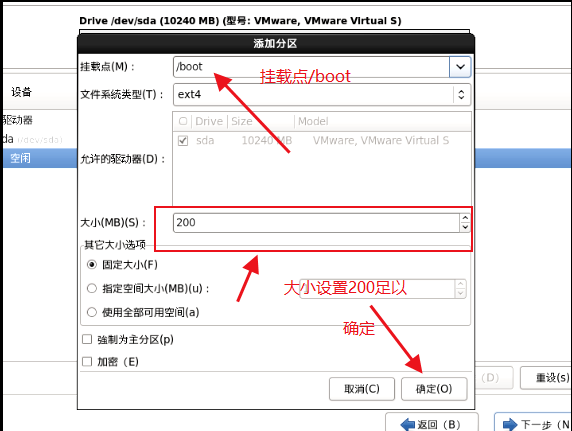 Drive /dev/sda (10240 MB) (型号: VMware, VMware Virtual S)
添加分区
挂载点(M)：
/boot
挂载点/boot
文件系统类型(T)：
ext4
设备
Drive
Size
Model
驱动器
sda
10240 MB
VMware, VMware Virtual S
da (/dev/sda)
空闲
允许的驱动器(D)：
大小(MB)(S)：
200
其它大小选项
固定大小(F)
指定空间大小(MB)(u)：
大小设置200足以
使用全部可用空间(a)
确定
强制为主分区(p)
加密（E）
取消(C)
确定(O)
（D）
重设(s)
返回（B）
下一步（N